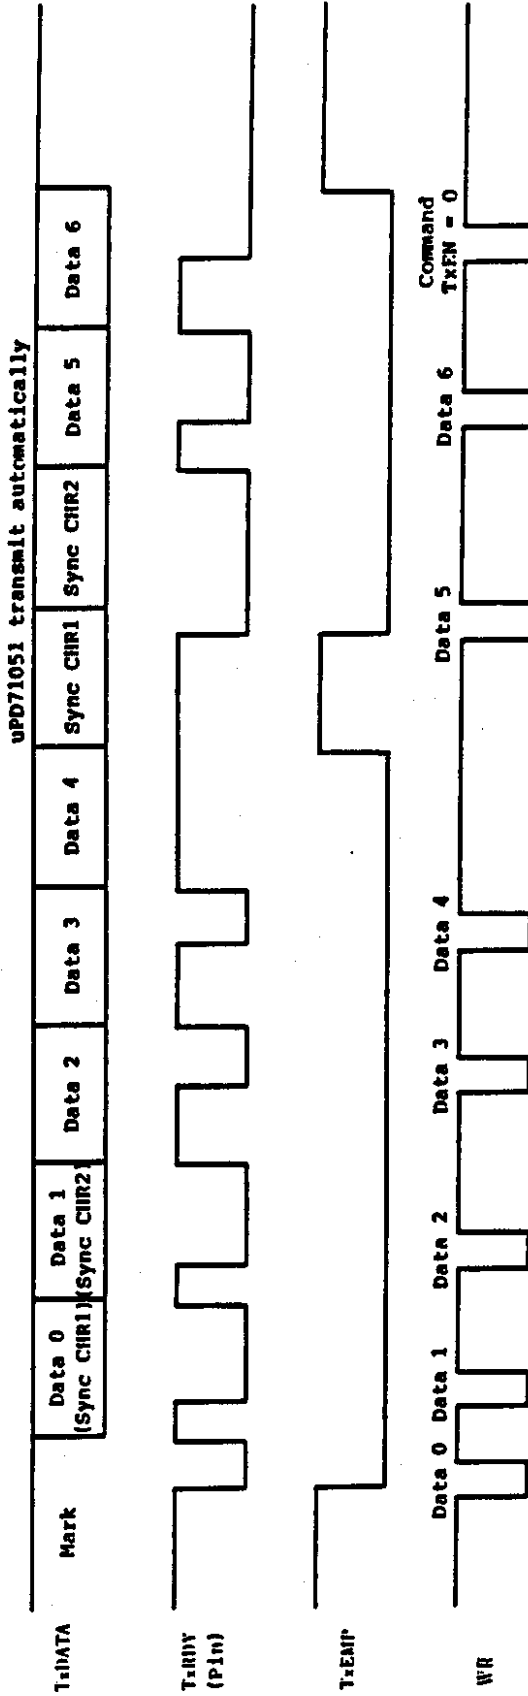 uPD71051 transmit automatically
TxDATA
Mark
Data 0
(Sync CHR1)
Data 1
(Sync CHR2)
Data 2
Data 3
Data 4
Sync CHR1
Sync CHR2
Data 5
Data 6
TxRDY
(Pin)
TxEMP
WR
Data 0
Data 1
Data 2
Data 3
Data 4
Data 5
Data 6
Command
TxEN = 0